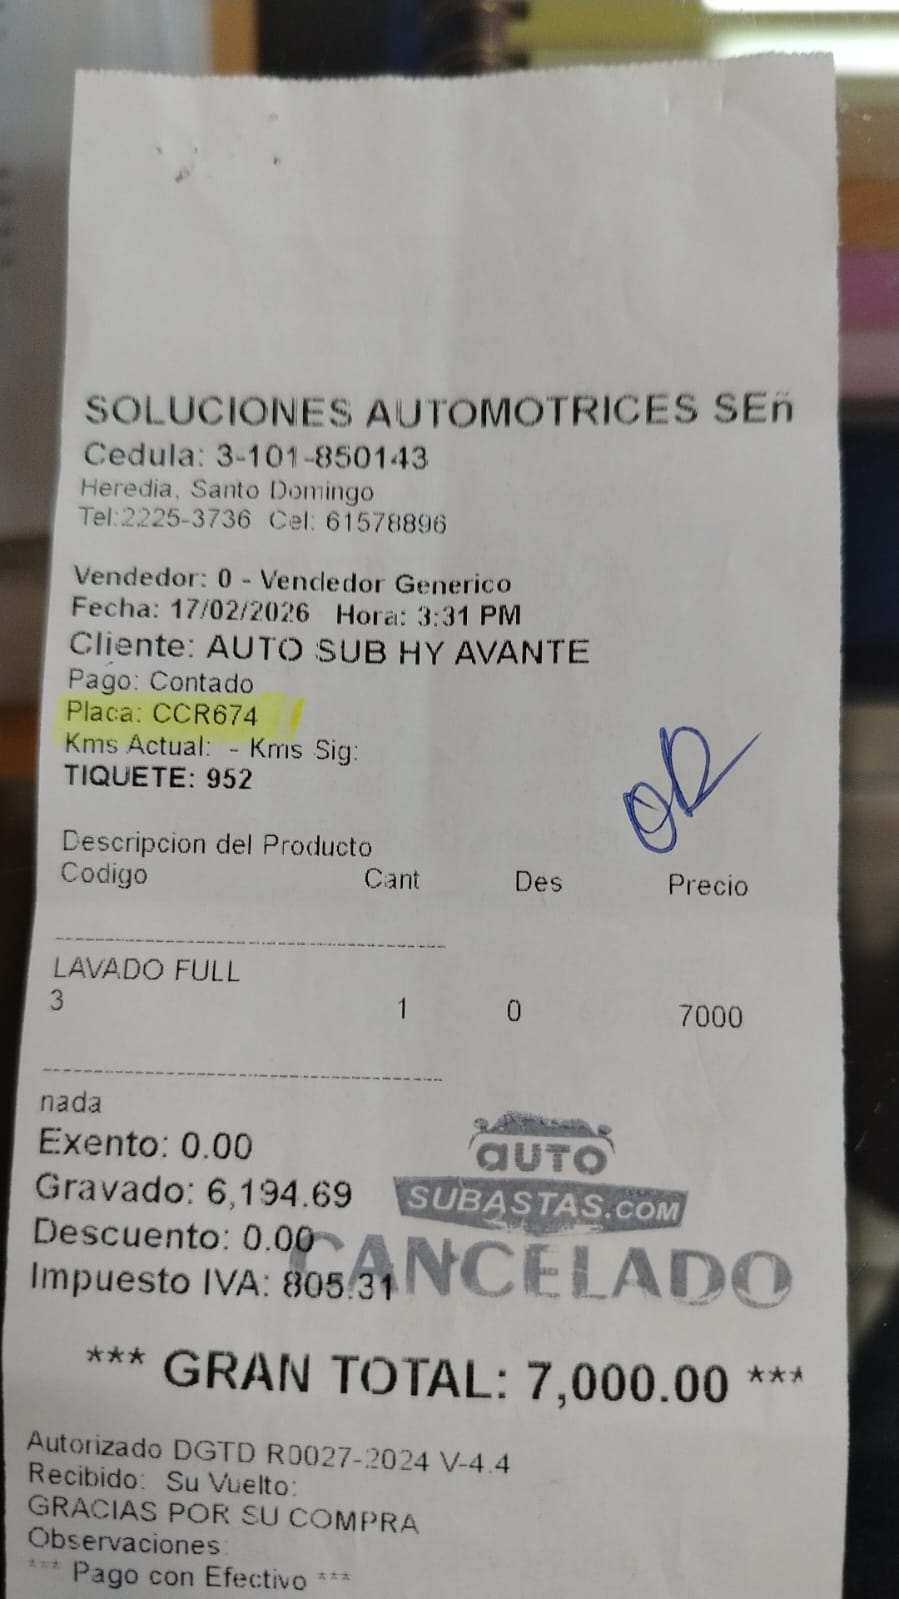 SOLUCIONES AUTOMOTRICES SEñ
Cedula: 3-101-850143
Heredia, Santo Domingo
Tel:2225-3736 Cel: 61578896
Vendedor: 0 - Vendedor Generico
Fecha: 17/02/2026 Hora: 3:31 PM
Cliente: AUTO SUB HY AVANTE
Pago: Contado
Placa: CCR674
Kms Actual: - Kms Sig:
TIQUETE: 952
Descripcion del Producto
Codigo Cant Des Precio
LAVADO FULL
3 1 0 7000
nada
Exento: 0.00
Gravado: 6,194.69
Descuento: 0.00
Impuesto IVA: 805.31
AUTO
SUBASTAS.COM
CANCELADO
*** GRAN TOTAL: 7,000.00 ***
Autorizado DGTD R0027-2024 V-4.4
Recibido: Su Vuelto:
GRACIAS POR SU COMPRA
Observaciones:
*** Pago con Efectivo ***